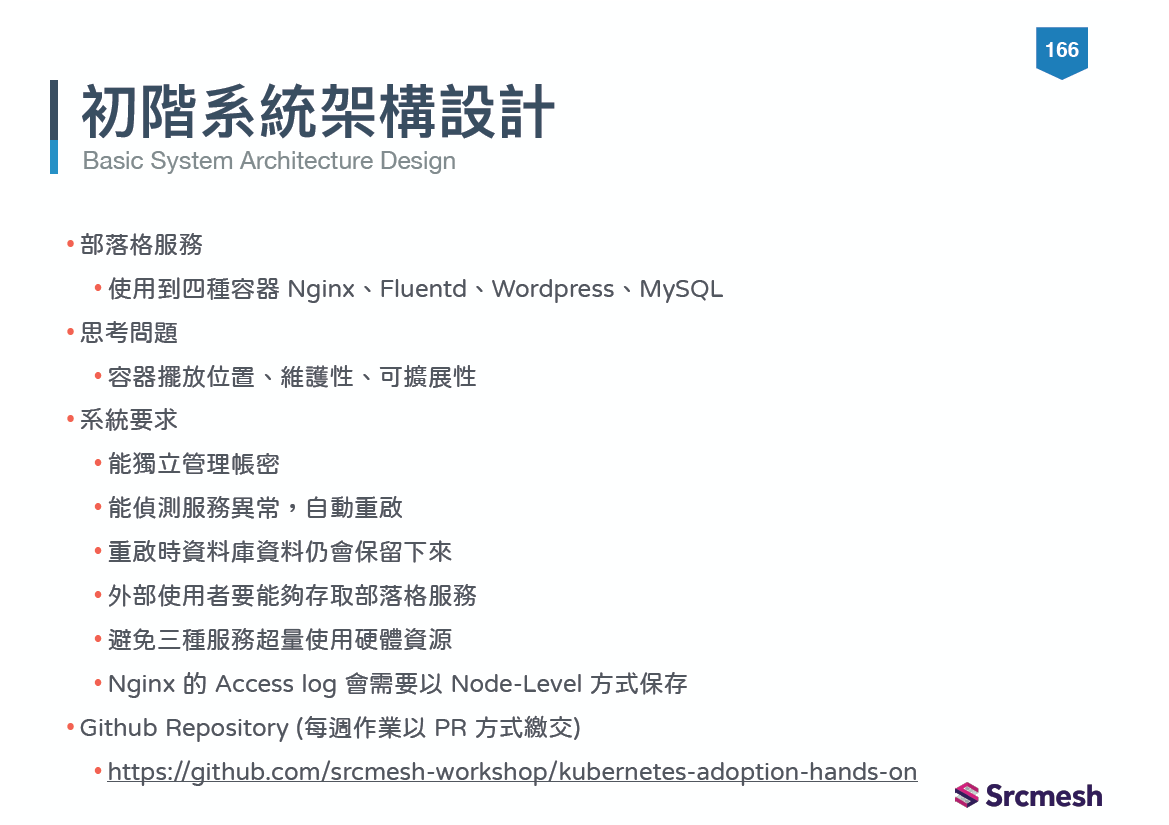 166
初階系統架構設計
Basic System Architecture Design
•部落格服務
•使用到四種容器 Nginx、Fluentd、Wordpress、MySQL
•思考問題
•容器擺放位置、維護性、可擴展性
•系統要求
•能獨立管理帳密
•能偵測服務異常，自動重啟
•重啟時資料庫資料仍會保留下來
•外部使用者要能夠存取部落格服務
•避免三種服務超量使用硬體資源
•Nginx 的 Access log 會需要以 Node-Level 方式保存
•Github Repository (每週作業以 PR 方式繳交)
•https://github.com/srcmesh-workshop/kubernetes-adoption-hands-on
Srcmesh